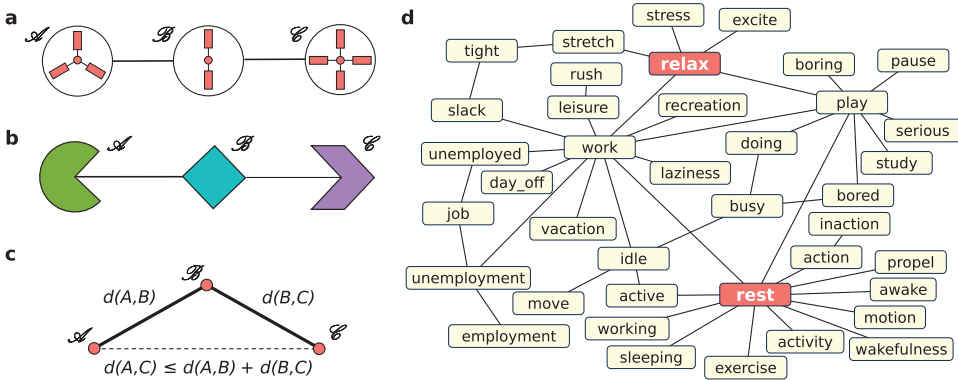 a
𝒜
ℬ
𝒞
b
𝒜
ℬ
𝒞
c
ℬ
d(A,B)
d(B,C)
𝒜
𝒞
d(A,C) ≤ d(A,B) + d(B,C)
d
stress
excite
tight
stretch
relax
boring
pause
rush
slack
leisure
recreation
play
serious
unemployed
work
doing
study
day_off
laziness
job
busy
bored
vacation
inaction
idle
action
propel
unemployment
move
active
rest
awake
employment
working
motion
sleeping
activity
wakefulness
exercise